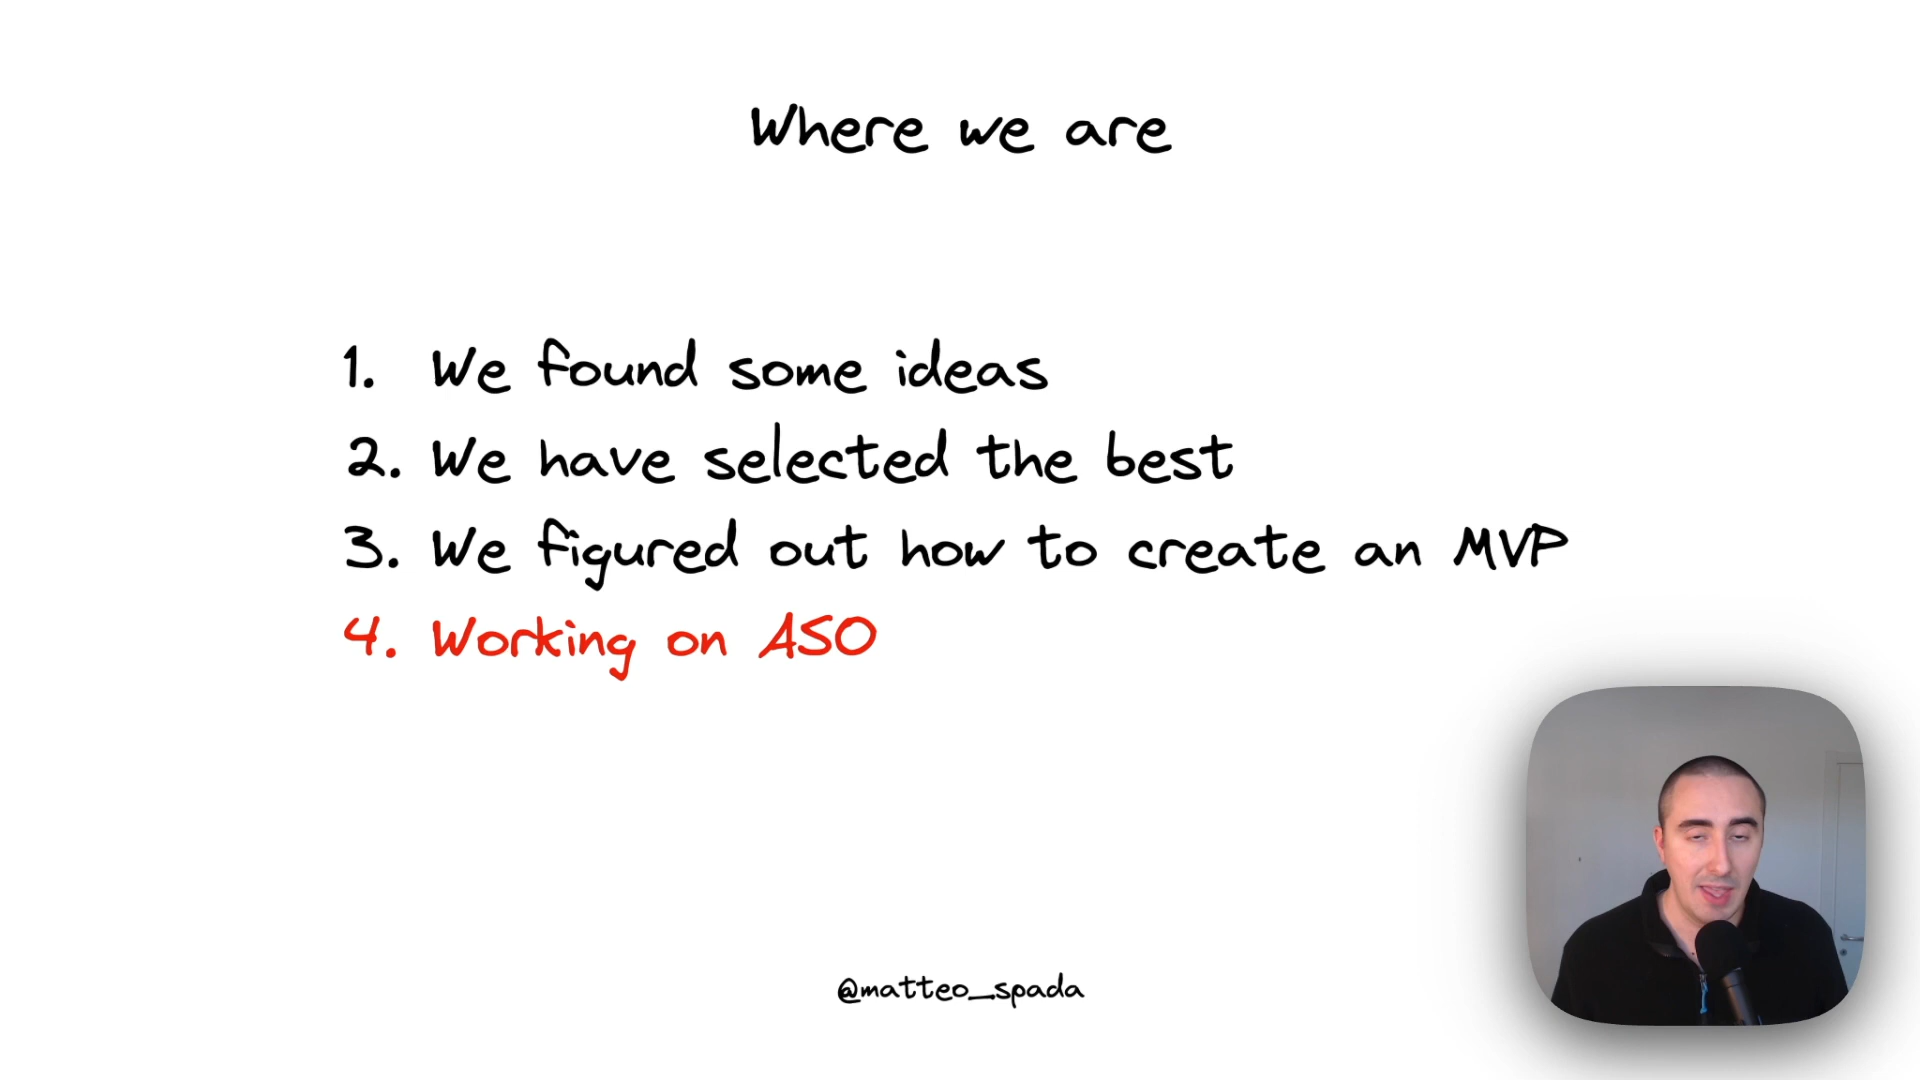 Where we are
1. We found some ideas
2. We have selected the best
3. We figured out how to create an MVP
4. Working on ASO
@matteo_spada